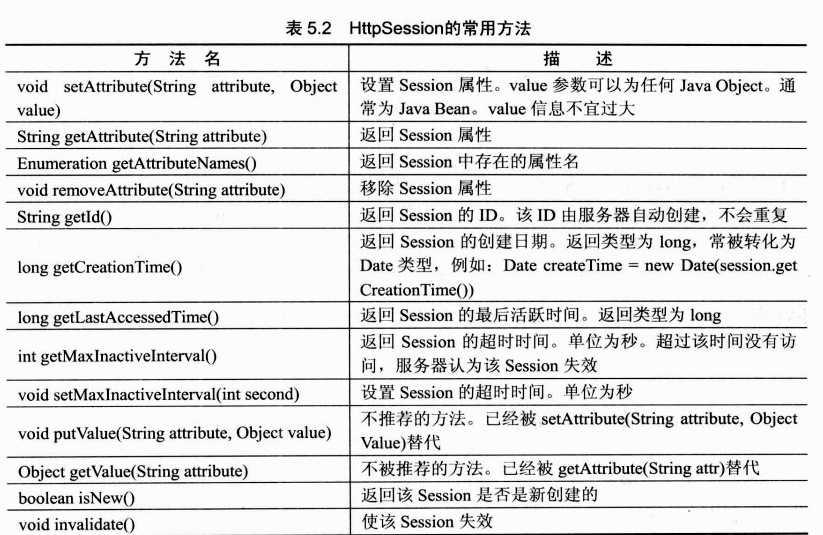 表 5.2 HttpSession的常用方法
方 法 名 描 述
void setAttribute(String attribute, Object value) 设置 Session 属性。value 参数可以为任何 Java Object。通
常为 Java Bean。value 信息不宜过大
String getAttribute(String attribute) 返回 Session 属性
Enumeration getAttributeNames() 返回 Session 中存在的属性名
void removeAttribute(String attribute) 移除 Session 属性
String getId() 返回 Session 的 ID。该 ID 由服务器自动创建，不会重复
long getCreationTime() 返回 Session 的创建日期。返回类型为 long，常被转化为
Date 类型，例如：Date createTime = new Date(session.get
CreationTime())
long getLastAccessedTime() 返回 Session 的最后活跃时间。返回类型为 long
int getMaxInactiveInterval() 返回 Session 的超时时间。单位为秒。超过该时间没有访
问，服务器认为该 Session 失效
void setMaxInactiveInterval(int second) 设置 Session 的超时时间。单位为秒
void putValue(String attribute, Object value) 不推荐的方法。已经被 setAttribute(String attribute, Object
Value)替代
Object getValue(String attribute) 不被推荐的方法。已经被 getAttribute(String attr)替代
boolean isNew() 返回该 Session 是否是新创建的
void invalidate() 使该 Session 失效